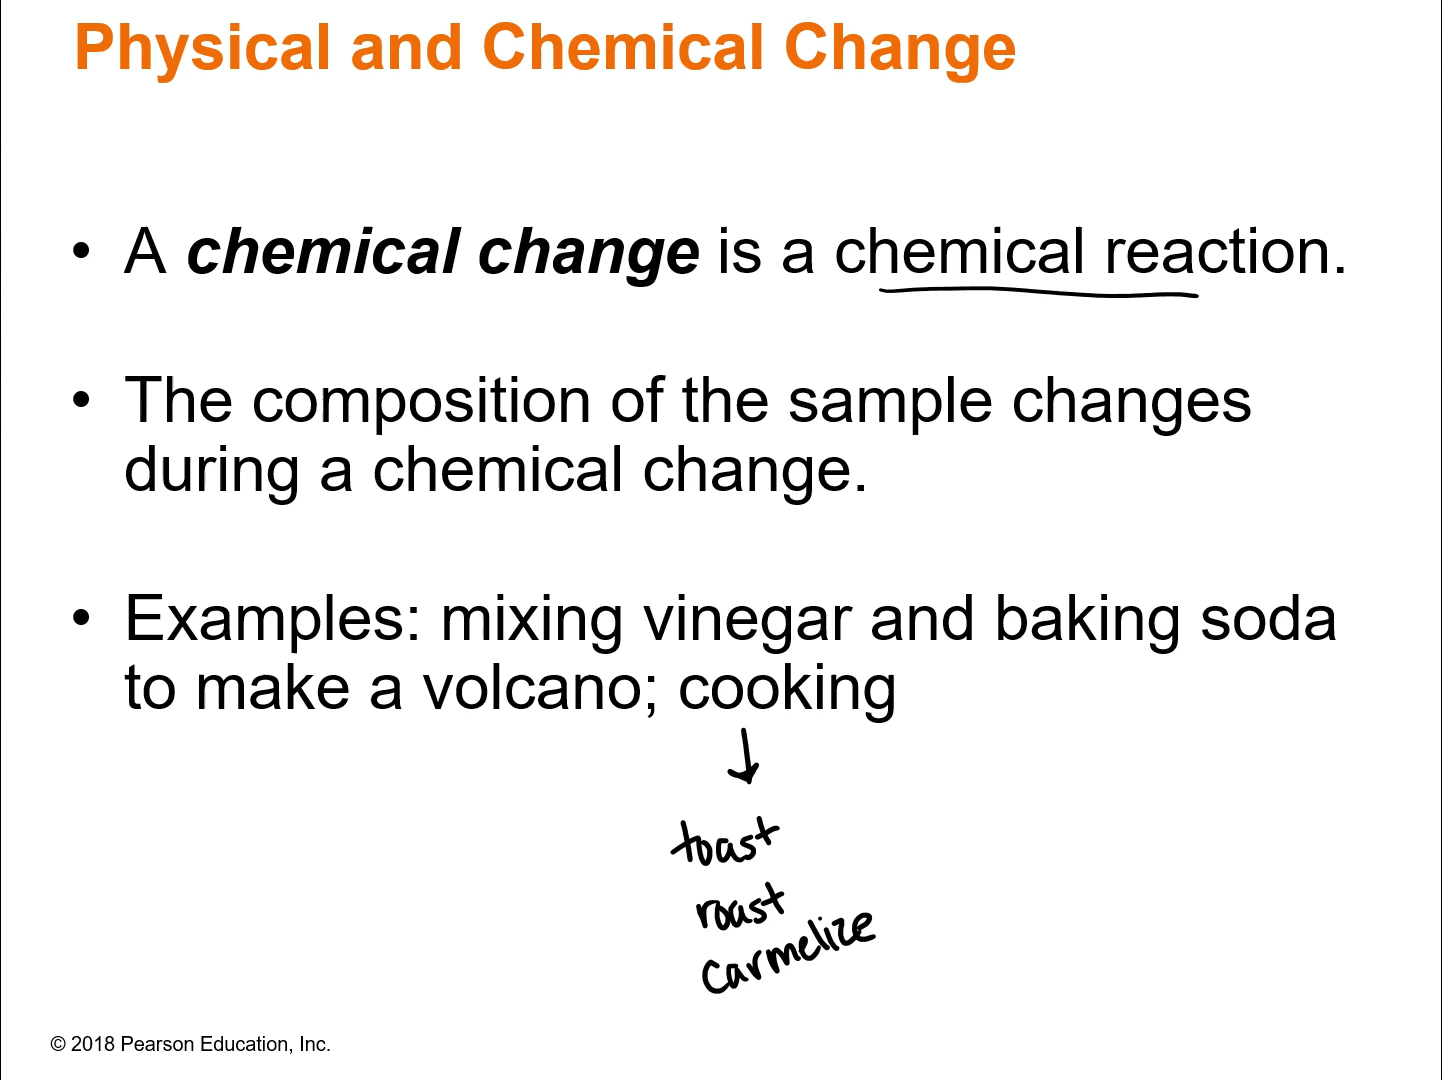 Physical and Chemical Change
• A chemical change is a chemical reaction.
• The composition of the sample changes
during a chemical change.
• Examples: mixing vinegar and baking soda
to make a volcano; cooking
toast
roast
carmelize
© 2018 Pearson Education, Inc.